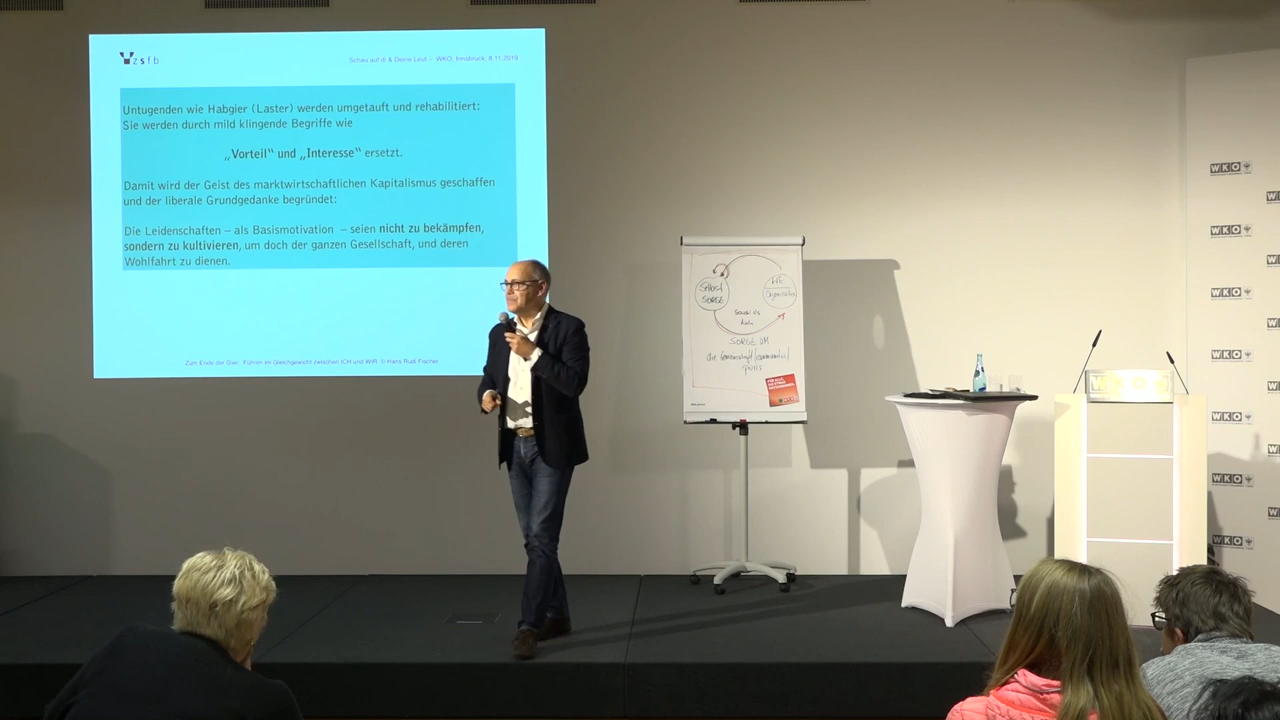 zsfb
Schau auf di & Deine Leut – WKO, Innsbruck, 8.11.2019
Untugenden wie Habgier (Laster) werden umgetauft und rehabilitiert:
Sie werden durch mild klingende Begriffe wie
„Vorteil“ und „Interesse“ ersetzt.
Damit wird der Geist des marktwirtschaftlichen Kapitalismus geschaffen
und der liberale Grundgedanke begründet:
Die Leidenschaften – als Basismotivation – seien nicht zu bekämpfen,
sondern zu kultivieren, um doch der ganzen Gesellschaft, und deren
Wohlfahrt zu dienen.
Zum Ende der Gier. Führen im Gleichgewicht zwischen ICH und WIR © Hans Rudi Fischer
SELBST
SORGE
WE
Organisation
SORGE UM
die
WKO
WKO
WKO
WKO
WKO
WKO
WKO
WKO